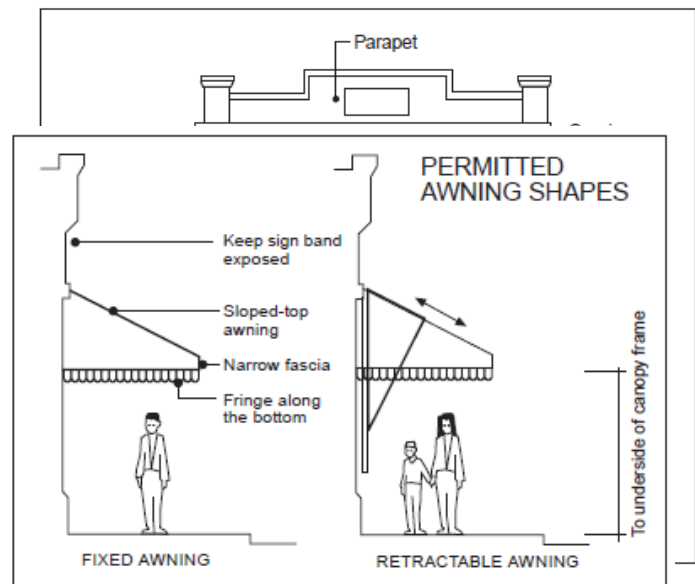 Parapet
PERMITTED
AWNING SHAPES
Keep sign band
exposed
Sloped-top
awning
Narrow fascia
Fringe along
the bottom
To underside of canopy frame
FIXED AWNING
RETRACTABLE AWNING